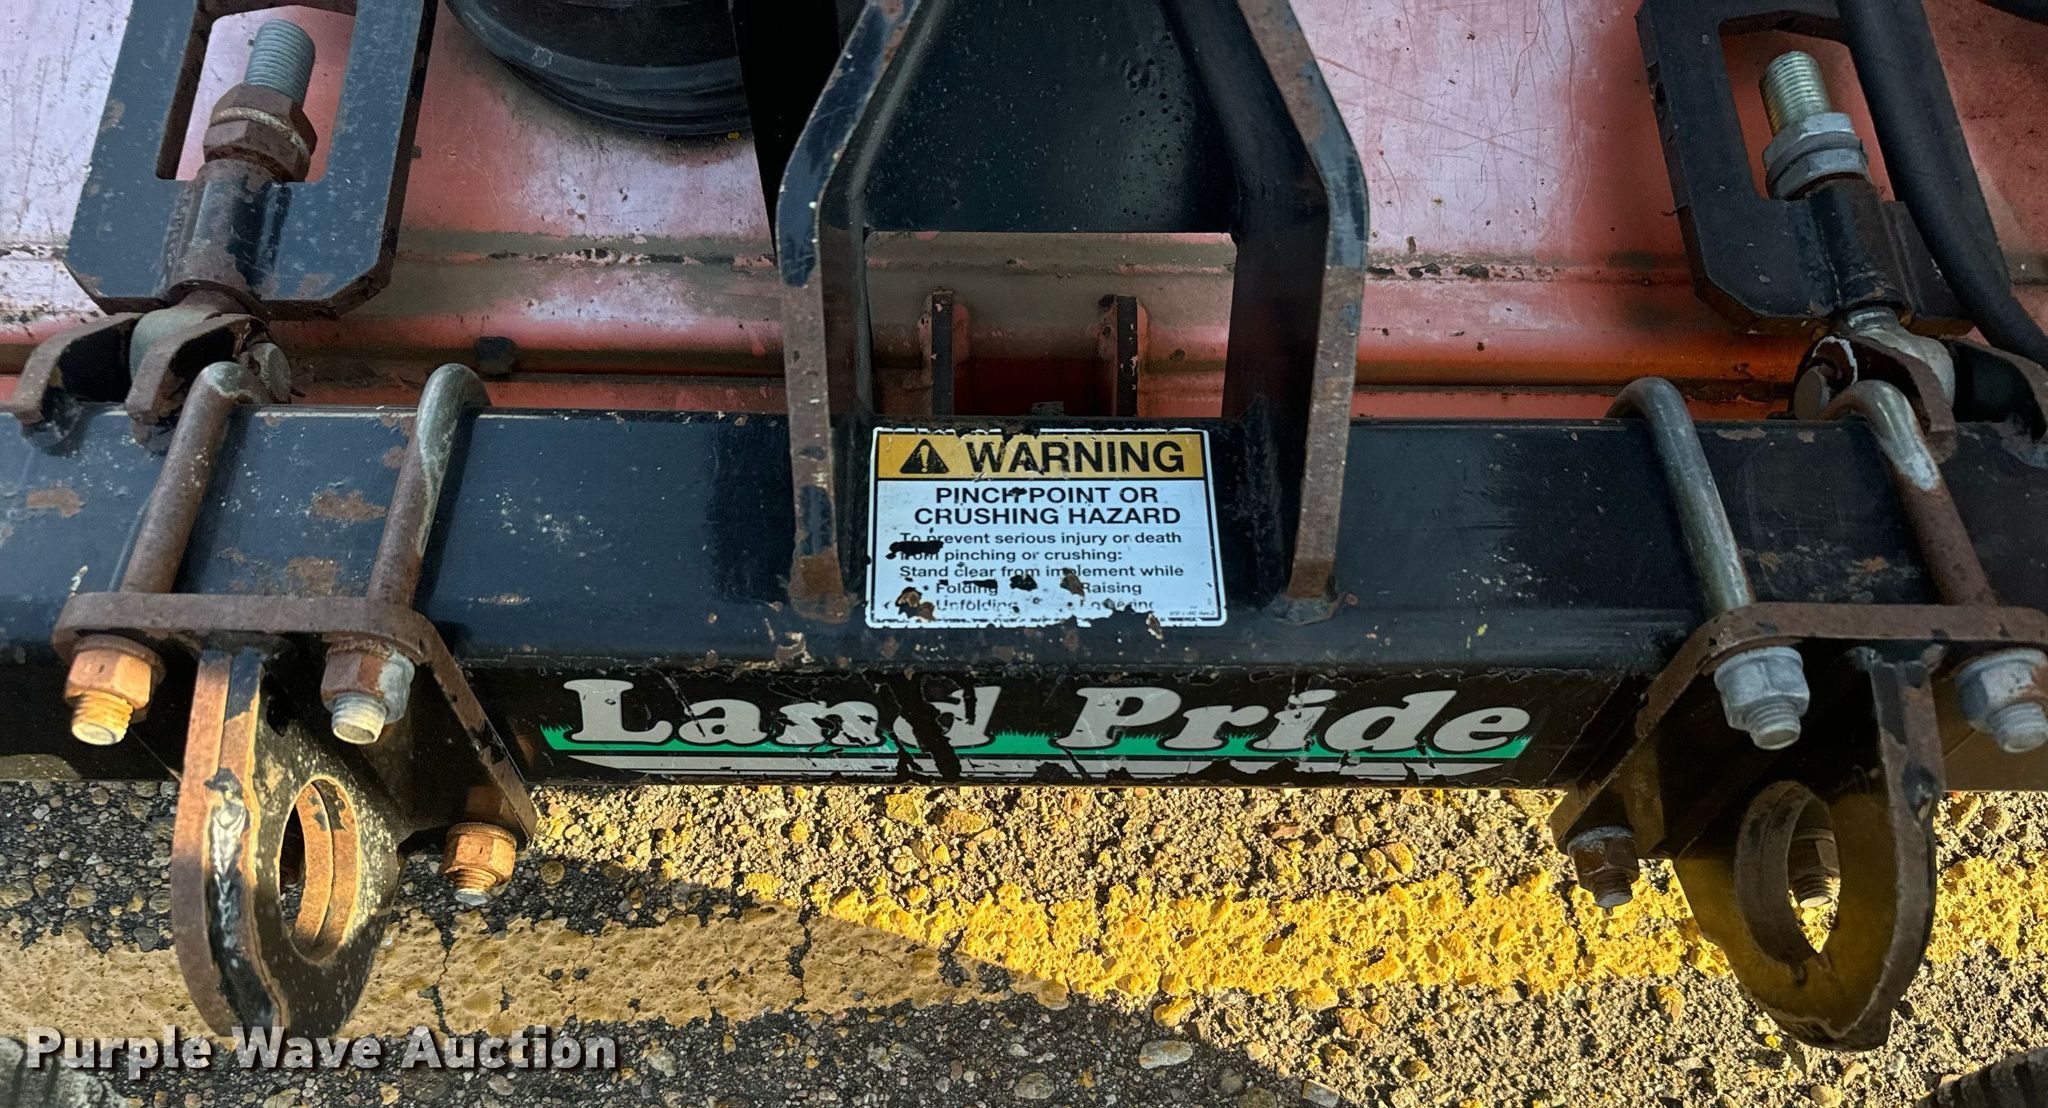 WARNING
PINCH POINT OR
CRUSHING HAZARD
To prevent serious injury or death
from pinching or crushing:
Stand clear from implement while
• Folding • Raising
• Unfolding •
Land Pride
Purple Wave Auction